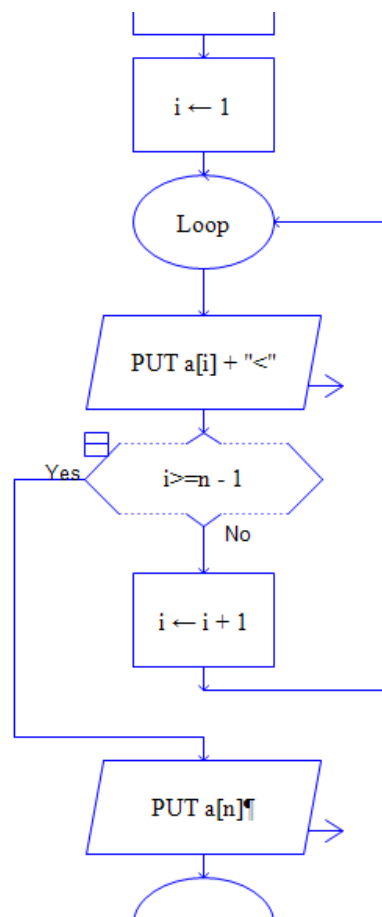 i ← 1
Loop
PUT a[i] + "<"
i>=n - 1
Yes
No
i ← i + 1
PUT a[n]¶